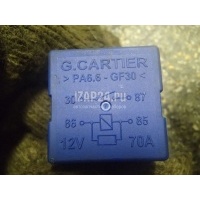 G.CARTIER
> PA6.6 - GF30 <
30 87
86 85
12V 70A